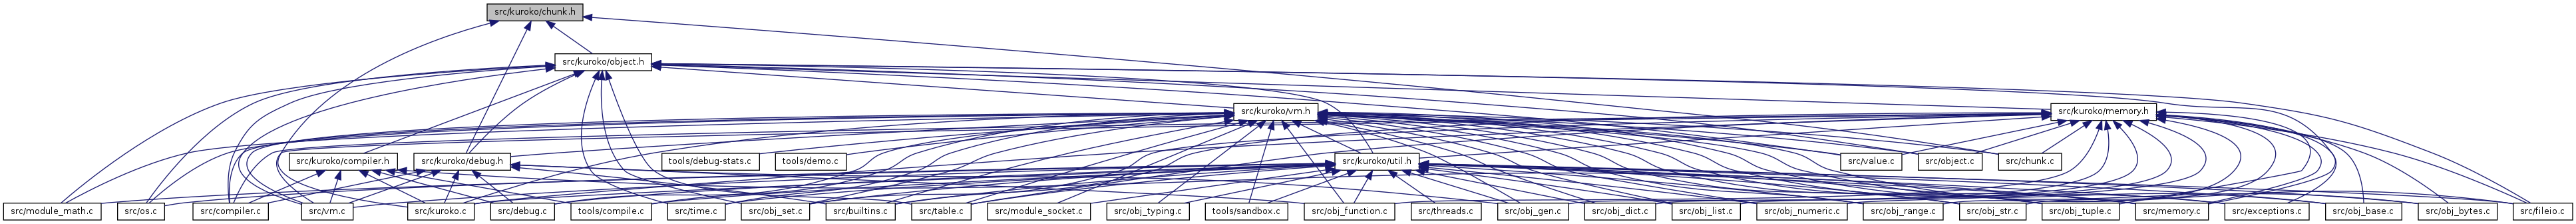 src/kuroko/chunk.h
src/kuroko/object.h
src/kuroko/vm.h
src/kuroko/memory.h
src/kuroko/compiler.h
src/kuroko/debug.h
tools/debug-stats.c
tools/demo.c
src/kuroko/util.h
src/value.c
src/object.c
src/chunk.c
src/module_math.c
src/os.c
src/compiler.c
src/vm.c
src/kuroko.c
src/debug.c
tools/compile.c
src/time.c
src/obj_set.c
src/builtins.c
src/table.c
src/module_socket.c
src/obj_typing.c
tools/sandbox.c
src/obj_function.c
src/threads.c
src/obj_gen.c
src/obj_dict.c
src/obj_list.c
src/obj_numeric.c
src/obj_range.c
src/obj_str.c
src/obj_tuple.c
src/memory.c
src/exceptions.c
src/obj_base.c
src/obj_bytes.c
src/fileio.c